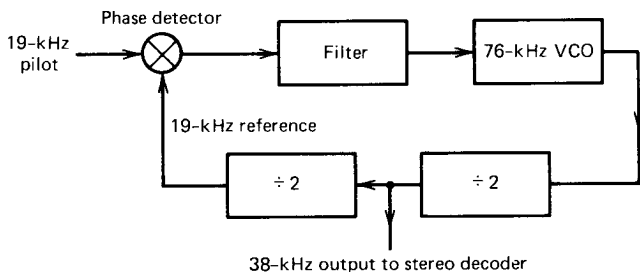 Phase detector
19-kHz
pilot
Filter
76-kHz VCO
19-kHz reference
÷ 2
÷ 2
38-kHz output to stereo decoder